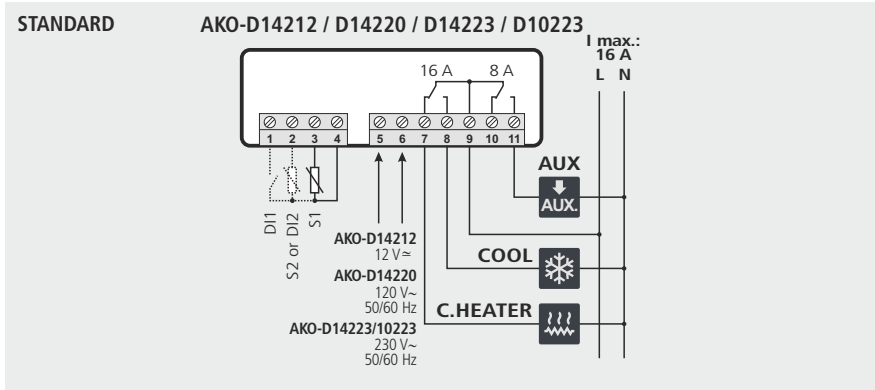 STANDARD
AKO-D14212 / D14220 / D14223 / D10223
I max.:
16 A
L N
16 A 8 A
1 2 3 4 5 6 7 8 9 10 11
DI1
S2 or DI2
S1
AUX
AUX.
AKO-D14212
12 V≂
COOL
AKO-D14220
120 V~
50/60 Hz
C.HEATER
AKO-D14223/10223
230 V~
50/60 Hz